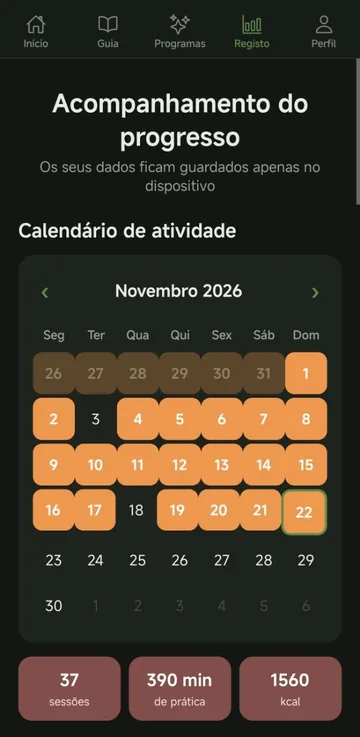 Início Guia Programas Registo Perfil
Acompanhamento do
progresso
Os seus dados ficam guardados apenas no
dispositivo
Calendário de atividade
‹ Novembro 2026 ›
Seg Ter Qua Qui Sex Sáb Dom
26 27 28 29 30 31 1
2 3 4 5 6 7 8
9 10 11 12 13 14 15
16 17 18 19 20 21 22
23 24 25 26 27 28 29
30 1 2 3 4 5 6
37 390 min 1560
sessões de prática kcal